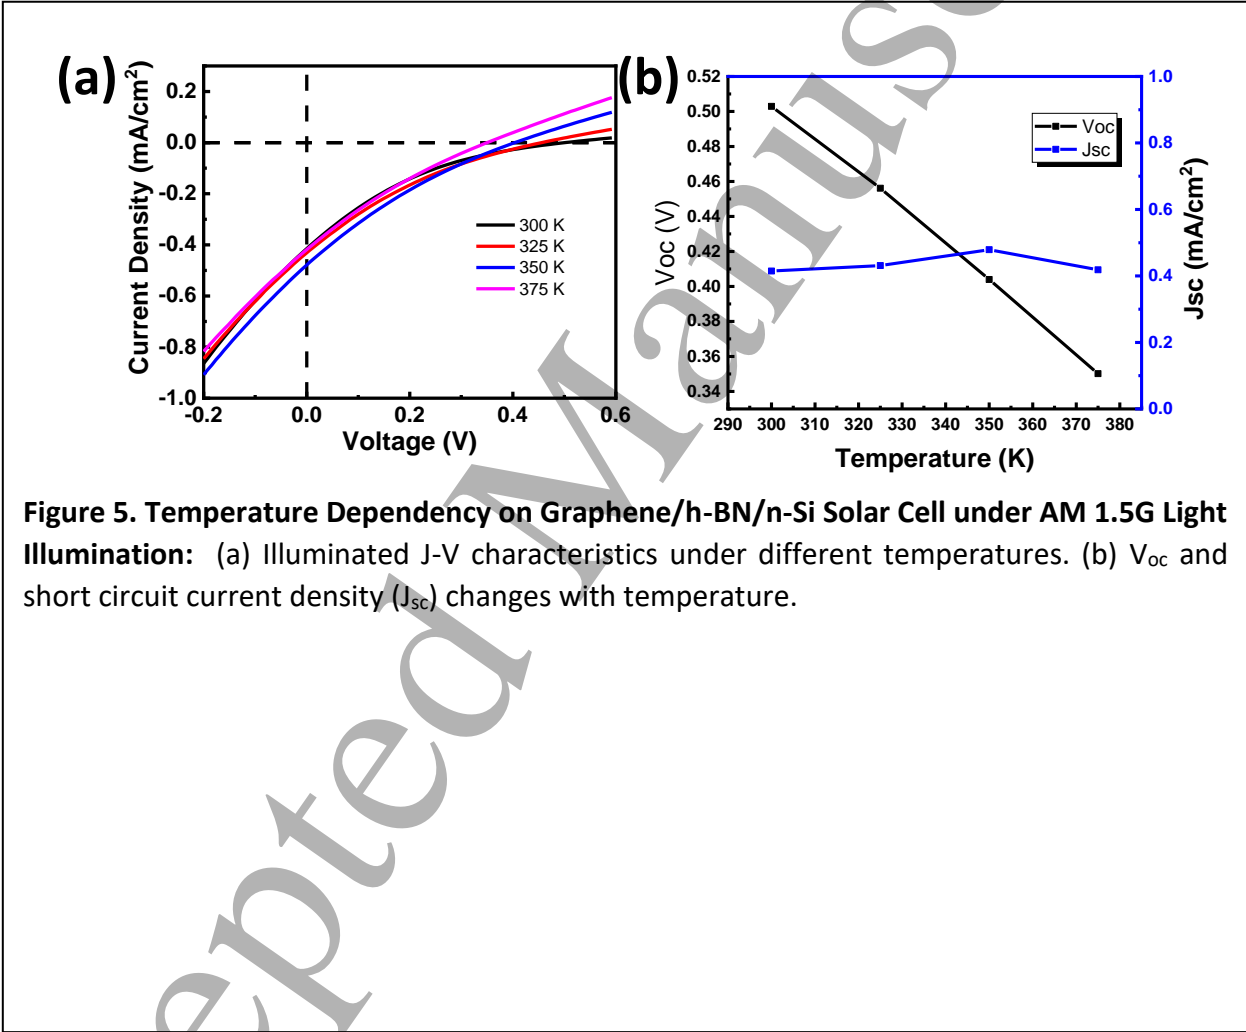 (a)
Current Density (mA/cm²)
0.2
0.0
-0.2
-0.4
-0.6
-0.8
-1.0
-0.2 0.0 0.2 0.4 0.6
Voltage (V)
300 K
325 K
350 K
375 K
(b)
Voc (V)
0.52
0.50
0.48
0.46
0.44
0.42
0.40
0.38
0.36
0.34
290 300 310 320 330 340 350 360 370 380
Temperature (K)
Voc
Jsc
1.0
0.8
0.6
0.4
0.2
0.0
Jsc (mA/cm²)
Figure 5. Temperature Dependency on Graphene/h-BN/n-Si Solar Cell under AM 1.5G Light
Illumination: (a) Illuminated J-V characteristics under different temperatures. (b) Voc and
short circuit current density (Jsc) changes with temperature.
epted Manusc